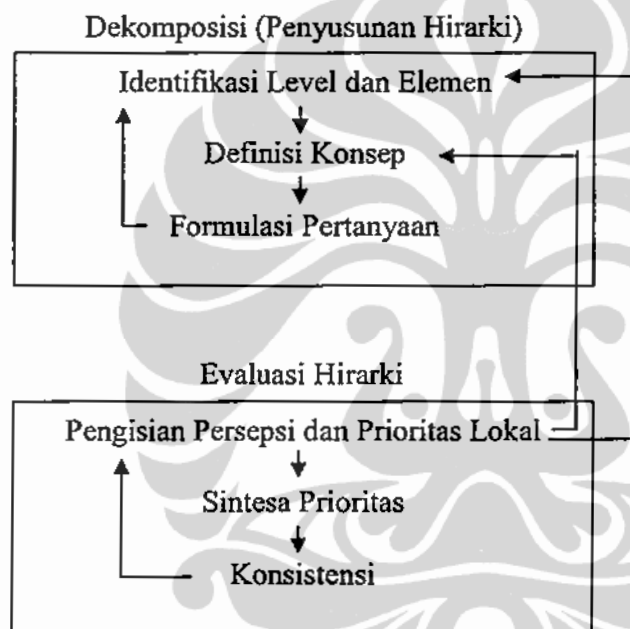 Dekomposisi (Penyusunan Hirarki)
Identifikasi Level dan Elemen
Definisi Konsep
Formulasi Pertanyaan
Evaluasi Hirarki
Pengisian Persepsi dan Prioritas Lokal
Sintesa Prioritas
Konsistensi